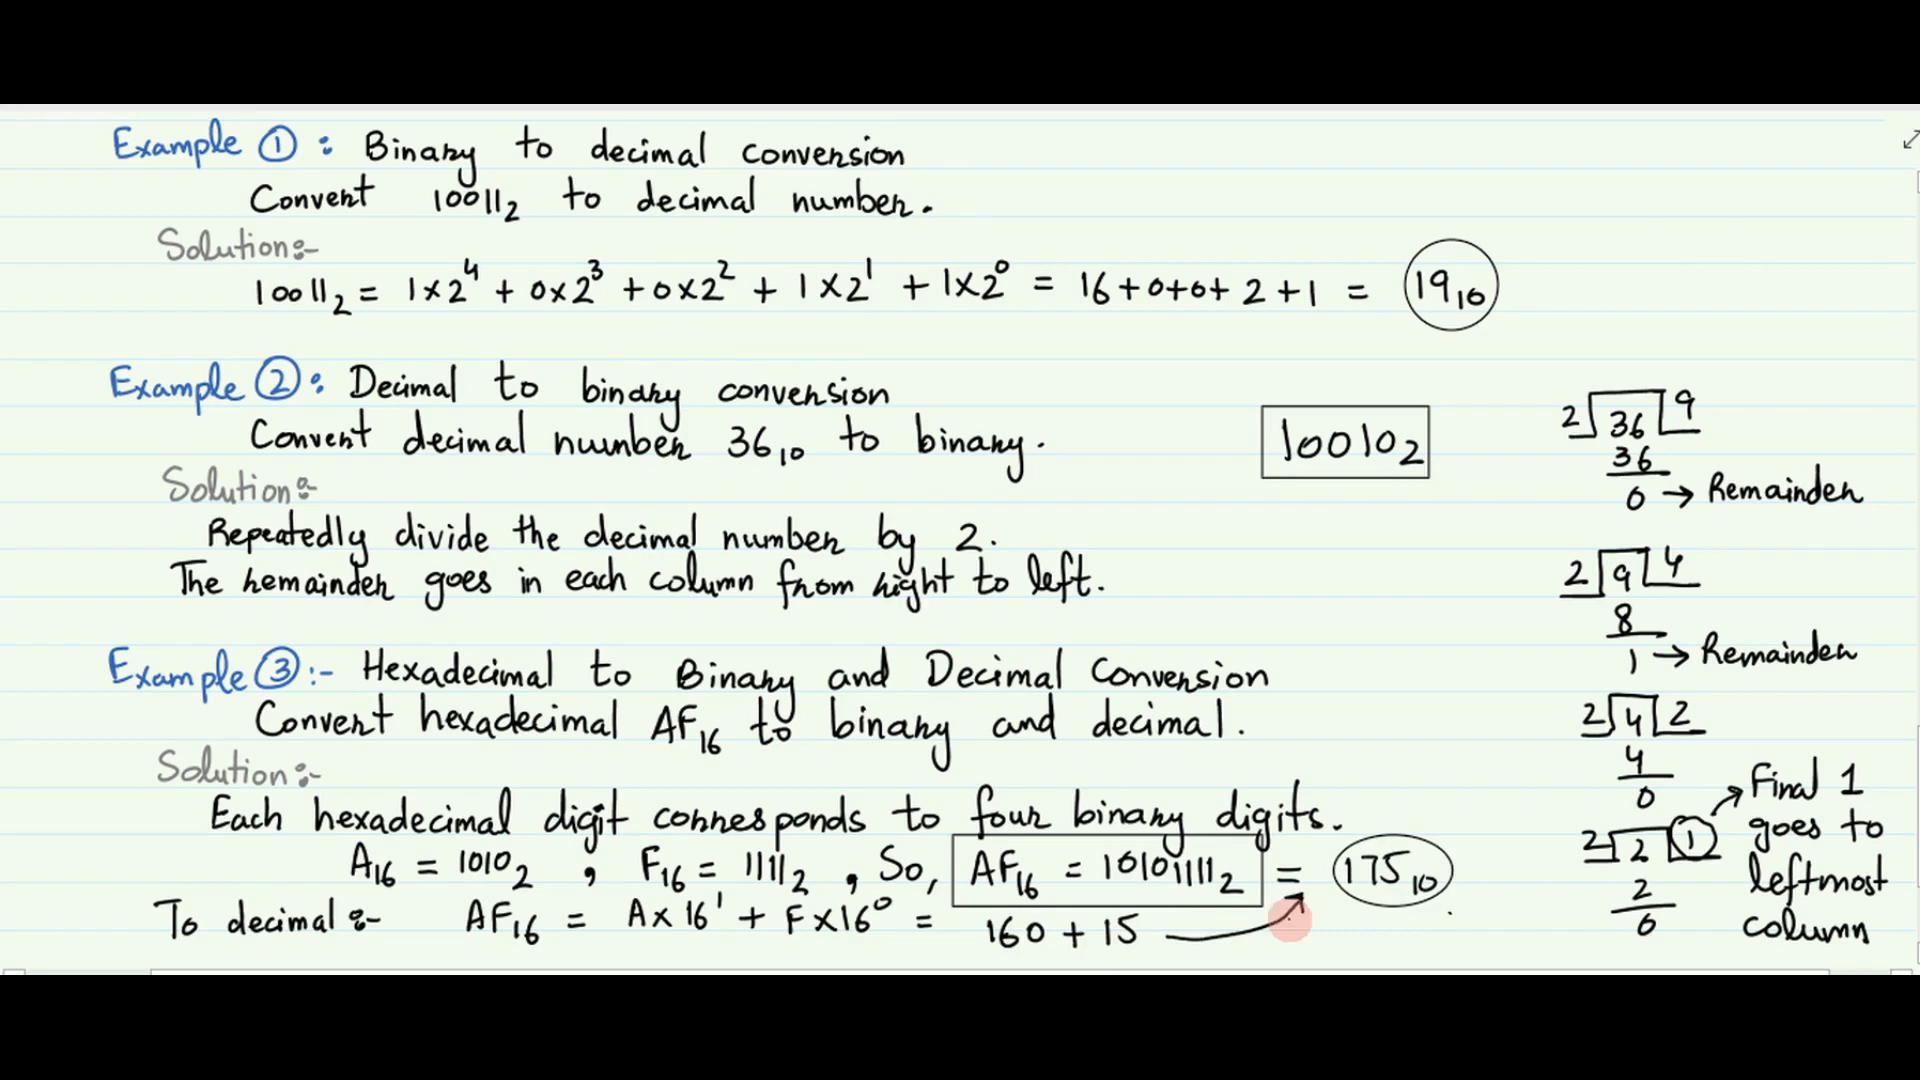 Example ① : Binary to decimal conversion
Convert 10011₂ to decimal number.
Solution:-
10011₂ = 1×2⁴ + 0×2³ + 0×2² + 1×2¹ + 1×2⁰ = 16+0+0+ 2+1 = 19₁₀
Example ②: Decimal to binary conversion
Convert decimal number 36₁₀ to binary.
10010₂
Solution:-
Repeatedly divide the decimal number by 2.
The remainder goes in each column from right to left.
2 36 9
36
0 → Remainder
2 9 4
8
1 → Remainder
2 4 2
4
0
2 2 ①
2
0
Final 1
goes to
leftmost
column
Example ③:- Hexadecimal to Binary and Decimal Conversion
Convert hexadecimal AF₁₆ to binary and decimal.
Solution:-
Each hexadecimal digit corresponds to four binary digits.
A₁₆ = 1010₂ , F₁₆ = 1111₂ , So, AF₁₆ = 10101111₂ = 175₁₀
To decimal:- AF₁₆ = A×16¹ + F×16⁰ = 160 + 15